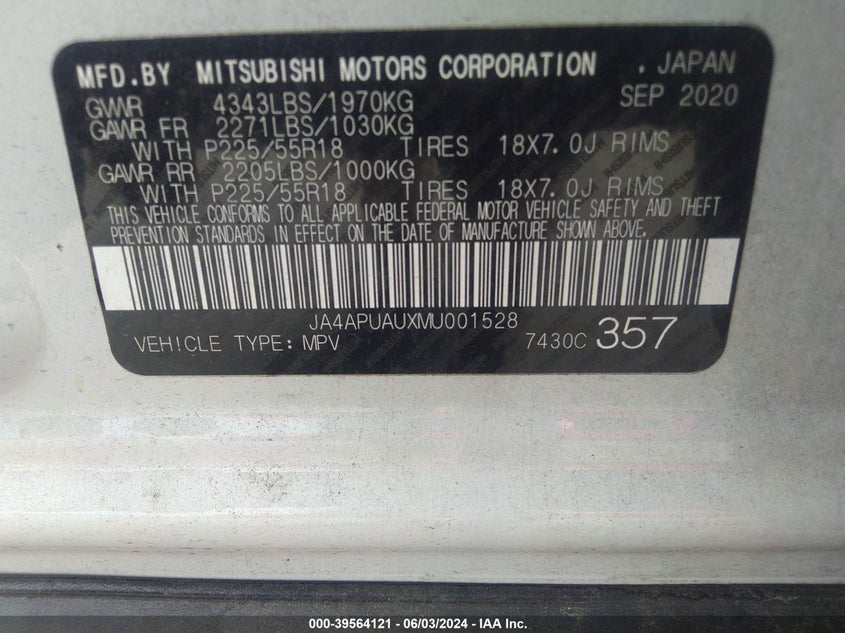 MFD.BY MITSUBISHI MOTORS CORPORATION . JAPAN
GVWR 4343LBS/1970KG SEP 2020
GAWR FR 2271LBS/1030KG
WITH P225/55R18 TIRES 18X7.0J RIMS
GAWR RR 2205LBS/1000KG
WITH P225/55R18 TIRES 18X7.0J RIMS
THIS VEHICLE CONFORMS TO ALL APPLICABLE FEDERAL MOTOR VEHICLE SAFETY AND THEFT
PREVENTION STANDARDS IN EFFECT ON THE DATE OF MANUFACTURE SHOWN ABOVE.
JA4APUAUXMU001528
VEHICLE TYPE: MPV 7430C 357
000-39564121 - 06/03/2024 - IAA Inc.